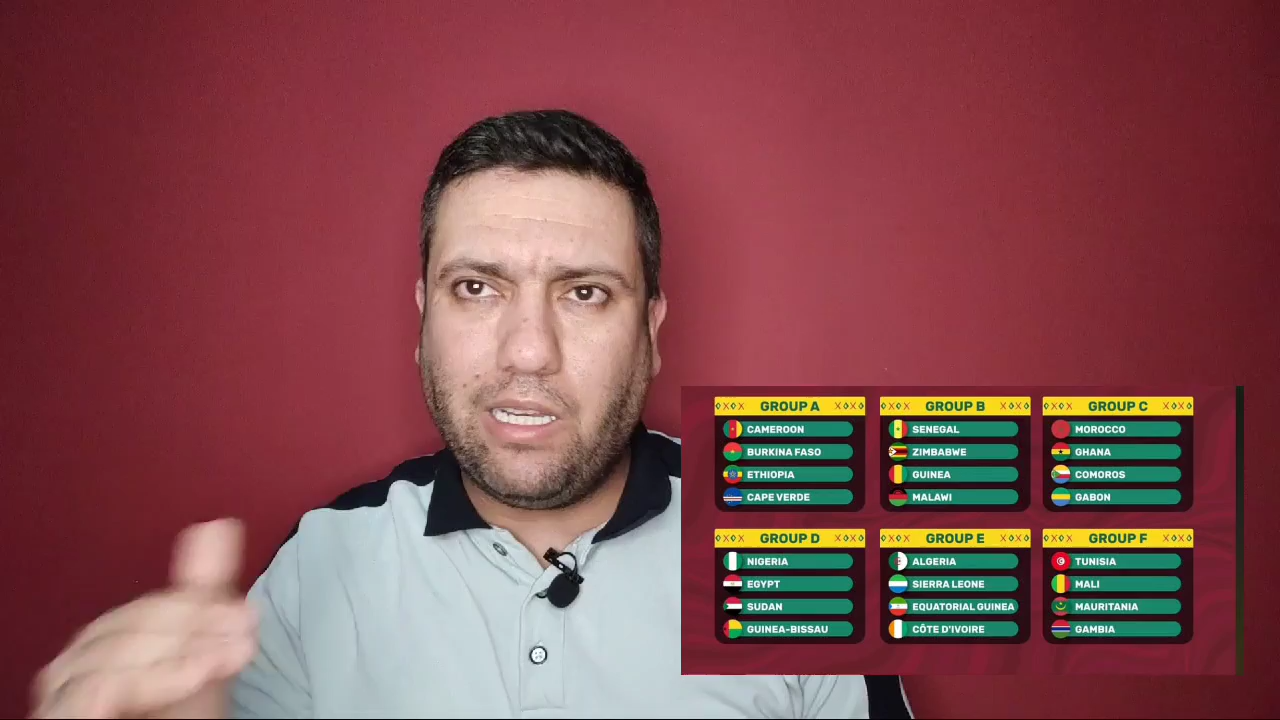 GROUP A
CAMEROON
BURKINA FASO
ETHIOPIA
CAPE VERDE
GROUP B
SENEGAL
ZIMBABWE
GUINEA
MALAWI
GROUP C
MOROCCO
GHANA
COMOROS
GABON
GROUP D
NIGERIA
EGYPT
SUDAN
GUINEA-BISSAU
GROUP E
ALGERIA
SIERRA LEONE
EQUATORIAL GUINEA
CÔTE D'IVOIRE
GROUP F
TUNISIA
MALI
MAURITANIA
GAMBIA